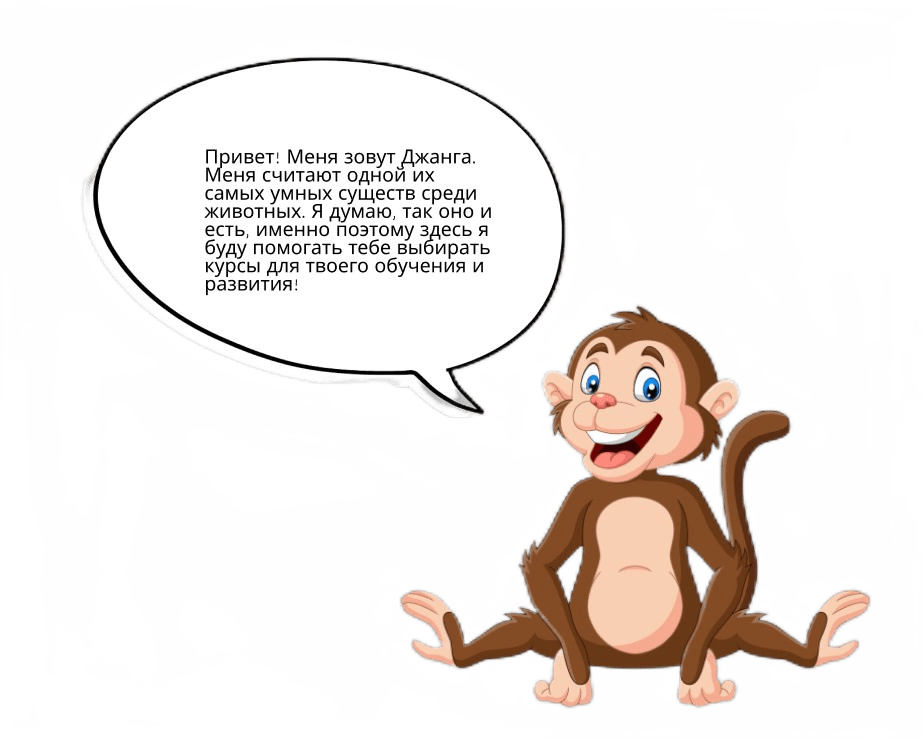 Привет! Меня зовут Джанга.
Меня считают одной их
самых умных существ среди
животных. Я думаю, так оно и
есть, именно поэтому здесь я
буду помогать тебе выбирать
курсы для твоего обучения и
развития!